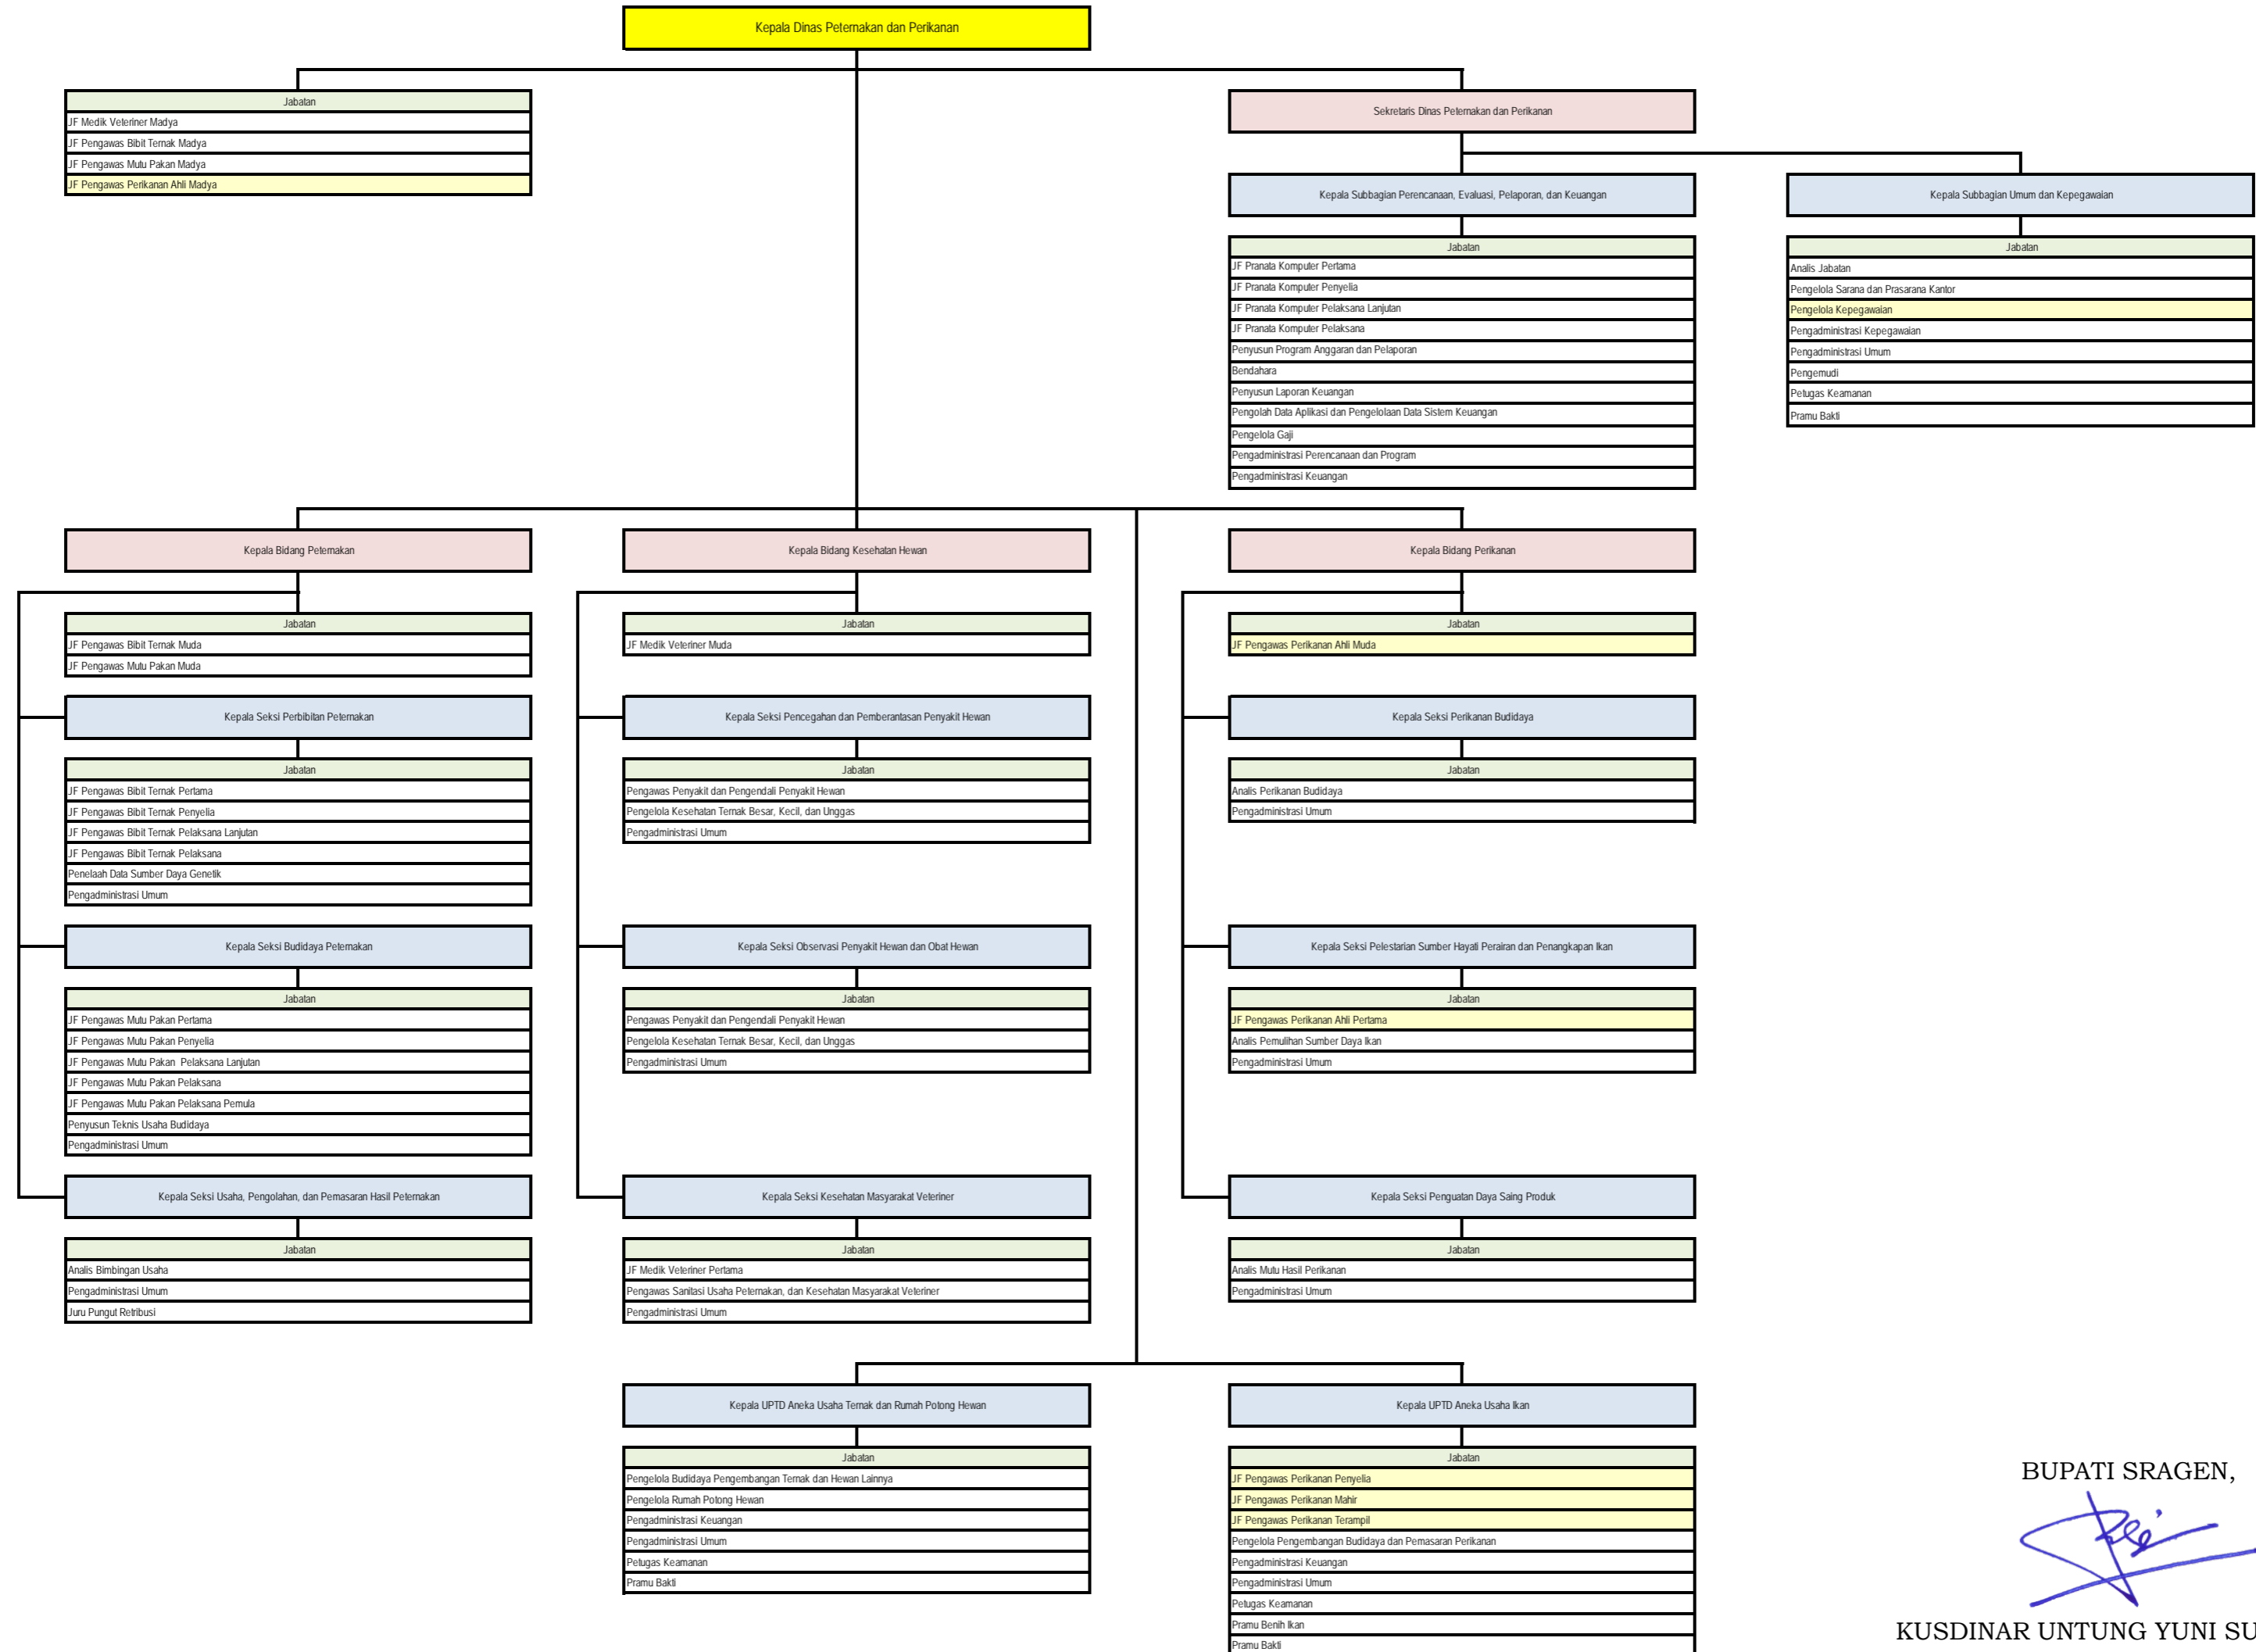 Kepala Dinas Peternakan dan Perikanan
Jabatan
JF Medik Veteriner Madya
JF Pengawas Bibit Ternak Madya
JF Pengawas Mutu Pakan Madya
JF Pengawas Perikanan Ahli Madya
Sekretaris Dinas Peternakan dan Perikanan
Kepala Subbagian Perencanaan, Evaluasi, Pelaporan, dan Keuangan
Jabatan
JF Pranata Komputer Pertama
JF Pranata Komputer Penyelia
JF Pranata Komputer Pelaksana Lanjutan
JF Pranata Komputer Pelaksana
Penyusun Program Anggaran dan Pelaporan
Bendahara
Penyusun Laporan Keuangan
Pengolah Data Aplikasi dan Pengelolaan Data Sistem Keuangan
Pengelola Gaji
Pengadministrasi Perencanaan dan Program
Pengadministrasi Keuangan
Kepala Subbagian Umum dan Kepegawaian
Jabatan
Analis Jabatan
Pengelola Sarana dan Prasarana Kantor
Pengelola Kepegawaian
Pengadministrasi Kepegawaian
Pengadministrasi Umum
Pengemudi
Petugas Keamanan
Pramu Bakti
Kepala Bidang Peternakan
Jabatan
JF Pengawas Bibit Ternak Muda
JF Pengawas Mutu Pakan Muda
Kepala Seksi Perbibitan Peternakan
Jabatan
JF Pengawas Bibit Ternak Pertama
JF Pengawas Bibit Ternak Penyelia
JF Pengawas Bibit Ternak Pelaksana Lanjutan
JF Pengawas Bibit Ternak Pelaksana
Penelaah Data Sumber Daya Genetik
Pengadministrasi Umum
Kepala Seksi Budidaya Peternakan
Jabatan
JF Pengawas Mutu Pakan Pertama
JF Pengawas Mutu Pakan Penyelia
JF Pengawas Mutu Pakan  Pelaksana Lanjutan
JF Pengawas Mutu Pakan Pelaksana
JF Pengawas Mutu Pakan Pelaksana Pemula
Penyusun Teknis Usaha Budidaya
Pengadministrasi Umum
Kepala Seksi Usaha, Pengolahan, dan Pemasaran Hasil Peternakan
Jabatan
Analis Bimbingan Usaha
Pengadministrasi Umum
Juru Pungut Retribusi
Kepala Bidang Kesehatan Hewan
Jabatan
JF Medik Veteriner Muda
Kepala Seksi Pencegahan dan Pemberantasan Penyakit Hewan
Jabatan
Pengawas Penyakit dan Pengendali Penyakit Hewan
Pengelola Kesehatan Ternak Besar, Kecil, dan Unggas
Pengadministrasi Umum
Kepala Seksi Observasi Penyakit Hewan dan Obat Hewan
Jabatan
Pengawas Penyakit dan Pengendali Penyakit Hewan
Pengelola Kesehatan Ternak Besar, Kecil, dan Unggas
Pengadministrasi Umum
Kepala Seksi Kesehatan Masyarakat Veteriner
Jabatan
JF Medik Veteriner Pertama
Pengawas Sanitasi Usaha Peternakan, dan Kesehatan Masyarakat Veteriner
Pengadministrasi Umum
Kepala Bidang Perikanan
Jabatan
JF Pengawas Perikanan Ahli Muda
Kepala Seksi Perikanan Budidaya
Jabatan
Analis Perikanan Budidaya
Pengadministrasi Umum
Kepala Seksi Pelestarian Sumber Hayati Perairan dan Penangkapan Ikan
Jabatan
JF Pengawas Perikanan Ahli Pertama
Analis Pemulihan Sumber Daya Ikan
Pengadministrasi Umum
Kepala Seksi Penguatan Daya Saing Produk
Jabatan
Analis Mutu Hasil Perikanan
Pengadministrasi Umum
Kepala UPTD Aneka Usaha Ternak dan Rumah Potong Hewan
Jabatan
Pengelola Budidaya Pengembangan Ternak dan Hewan Lainnya
Pengelola Rumah Potong Hewan
Pengadministrasi Keuangan
Pengadministrasi Umum
Petugas Keamanan
Pramu Bakti
Kepala UPTD Aneka Usaha Ikan
Jabatan
JF Pengawas Perikanan Penyelia
JF Pengawas Perikanan Mahir
JF Pengawas Perikanan Terampil
Pengelola Pengembangan Budidaya dan Pemasaran Perikanan
Pengadministrasi Keuangan
Pengadministrasi Umum
Petugas Keamanan
Pramu Benih Ikan
Pramu Bakti
BUPATI SRAGEN,
KUSDINAR UNTUNG YUNI SU